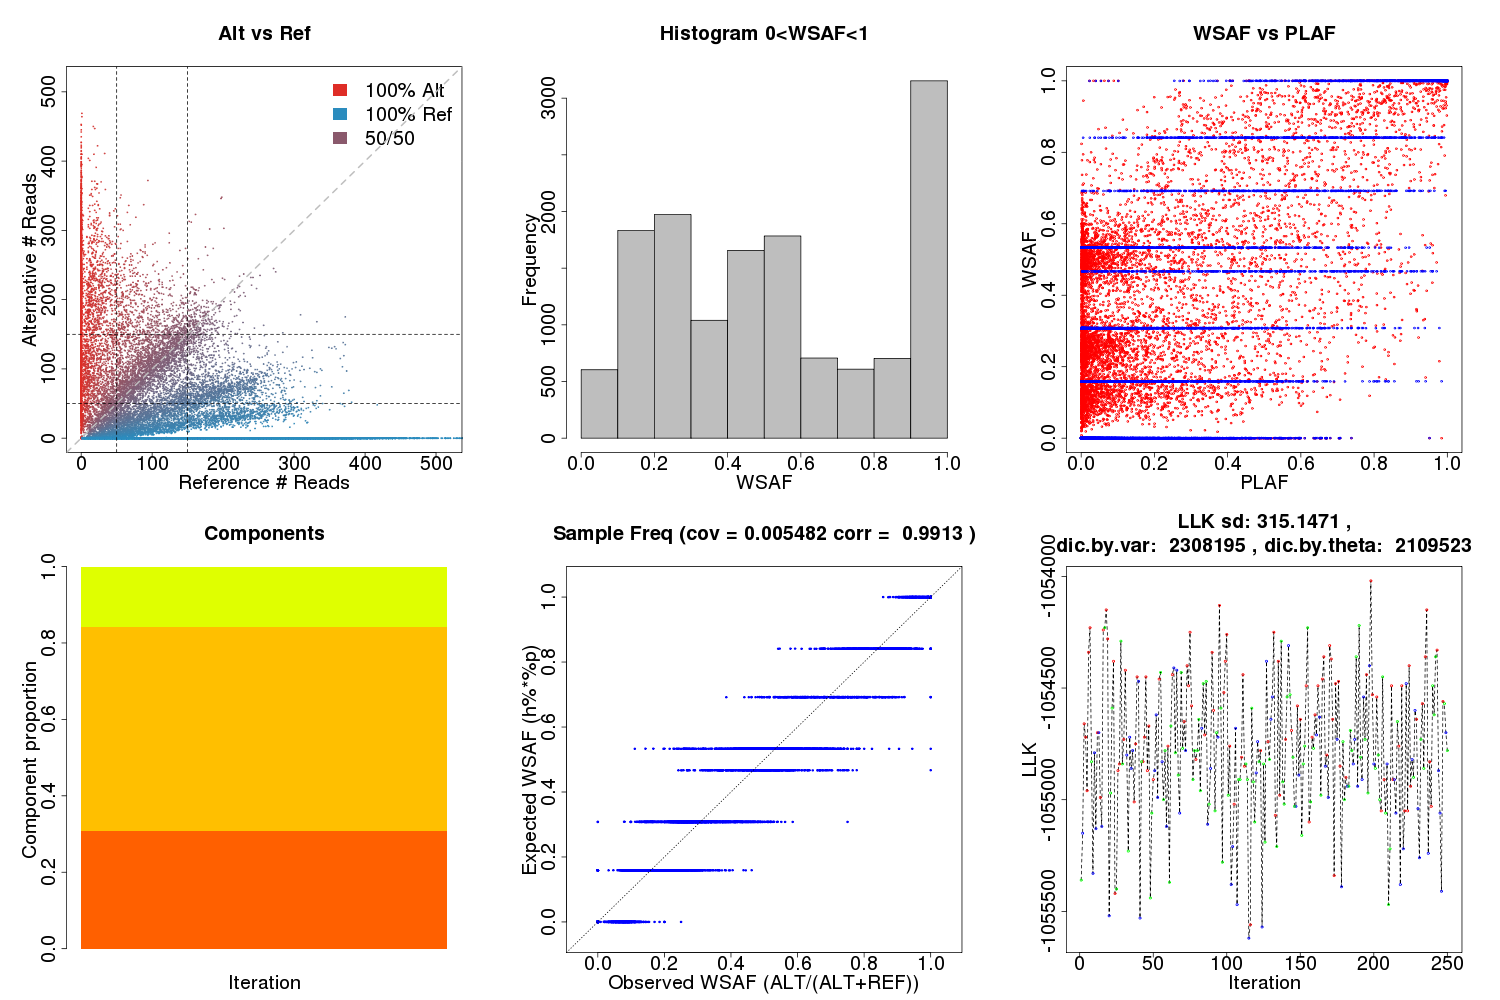 Alt vs Ref
Alternative # Reads
500
400
300
200
100
0
100% Alt
100% Ref
50/50
0 100 200 300 400 500
Reference # Reads
Histogram 0<WSAF<1
Frequency
3000
2000
1000
500
0
0.0 0.2 0.4 0.6 0.8 1.0
WSAF
WSAF vs PLAF
WSAF
1.0
0.8
0.6
0.4
0.2
0.0
0.0 0.2 0.4 0.6 0.8 1.0
PLAF
Components
Component proportion
1.0
0.8
0.6
0.4
0.2
0.0
Iteration
Sample Freq (cov = 0.005482 corr = 0.9913 )
Expected WSAF (h%*%p)
1.0
0.8
0.6
0.4
0.2
0.0
0.0 0.2 0.4 0.6 0.8 1.0
Observed WSAF (ALT/(ALT+REF))
LLK sd: 315.1471 ,
dic.by.var: 2308195 , dic.by.theta: 2109523
LLK
-1054000
-1054500
-1055000
-1055500
0 50 100 150 200 250
Iteration